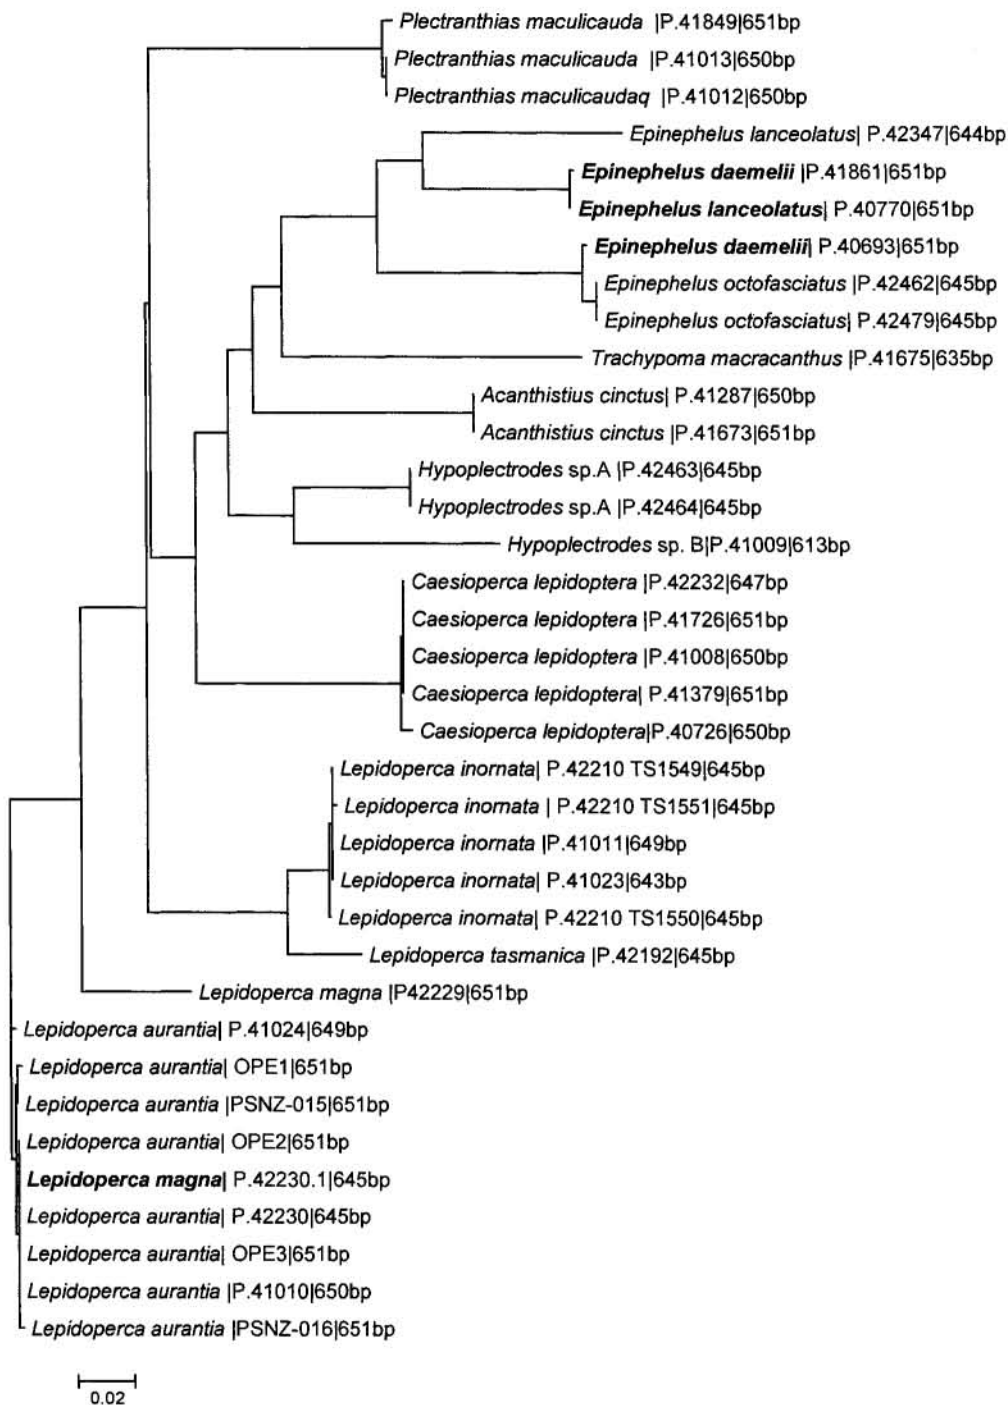 Plectranthias maculicauda |P.41849|651bp
Plectranthias maculicauda |P.41013|650bp
Plectranthias maculicaudaq |P.41012|650bp
Epinephelus lanceolatus| P.42347|644bp
Epinephelus daemelii |P.41861|651bp
Epinephelus lanceolatus| P.40770|651bp
Epinephelus daemelii| P.40693|651bp
Epinephelus octofasciatus |P.42462|645bp
Epinephelus octofasciatus| P.42479|645bp
Trachypoma macracanthus |P.41675|635bp
Acanthistius cinctus| P.41287|650bp
Acanthistius cinctus |P.41673|651bp
Hypoplectrodes sp.A |P.42463|645bp
Hypoplectrodes sp.A |P.42464|645bp
Hypoplectrodes sp. B|P.41009|613bp
Caesioperca lepidoptera |P.42232|647bp
Caesioperca lepidoptera |P.41726|651bp
Caesioperca lepidoptera |P.41008|650bp
Caesioperca lepidoptera| P.41379|651bp
Caesioperca lepidoptera|P.40726|650bp
Lepidoperca inornata| P.42210 TS1549|645bp
Lepidoperca inornata | P.42210 TS1551|645bp
Lepidoperca inornata |P.41011|649bp
Lepidoperca inornata| P.41023|643bp
Lepidoperca inornata| P.42210 TS1550|645bp
Lepidoperca tasmanica |P.42192|645bp
Lepidoperca magna |P42229|651bp
Lepidoperca aurantia| P.41024|649bp
Lepidoperca aurantia| OPE1|651bp
Lepidoperca aurantia |PSNZ-015|651bp
Lepidoperca aurantia| OPE2|651bp
Lepidoperca magna| P.42230.1|645bp
Lepidoperca aurantia| P.42230|645bp
Lepidoperca aurantia| OPE3|651bp
Lepidoperca aurantia |P.41010|650bp
Lepidoperca aurantia |PSNZ-016|651bp
0.02